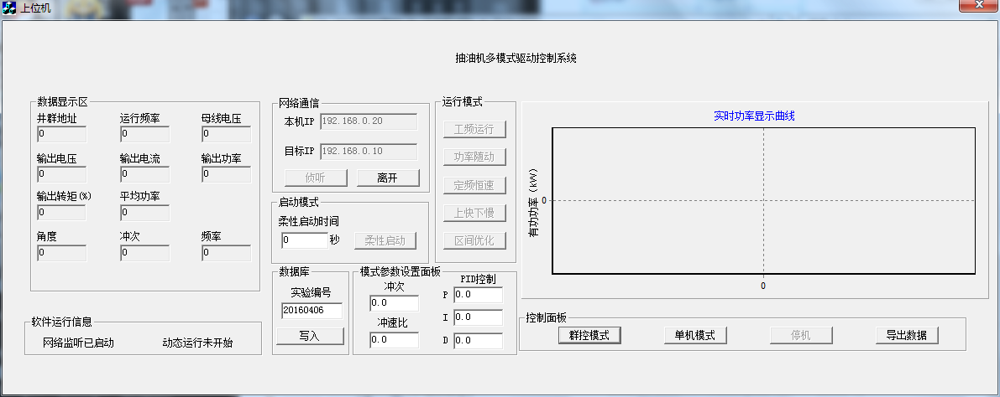 上位机
抽油机多模式驱动控制系统
数据显示区
井群地址 运行频率 母线电压
0 0 0
输出电压 输出电流 输出功率
0 0 0
输出转矩(%) 平均功率
0 0
角度 冲次 频率
0 0 0
软件运行信息
网络监听已启动 动态运行未开始
网络通信
本机IP 192.168.0.20
目标IP 192.168.0.10
侦听 离开
启动模式
柔性启动时间
0 秒 柔性启动
数据库
实验编号
20160406
写入
运行模式
工频运行
功率随动
定频恒速
上快下慢
区间优化
模式参数设置面板
冲次
0.0
冲速比
0.0
PID控制
P 0.0
I 0.0
D 0.0
实时功率显示曲线
有功功率（kW）
0
0
控制面板
群控模式 单机模式 停机 导出数据